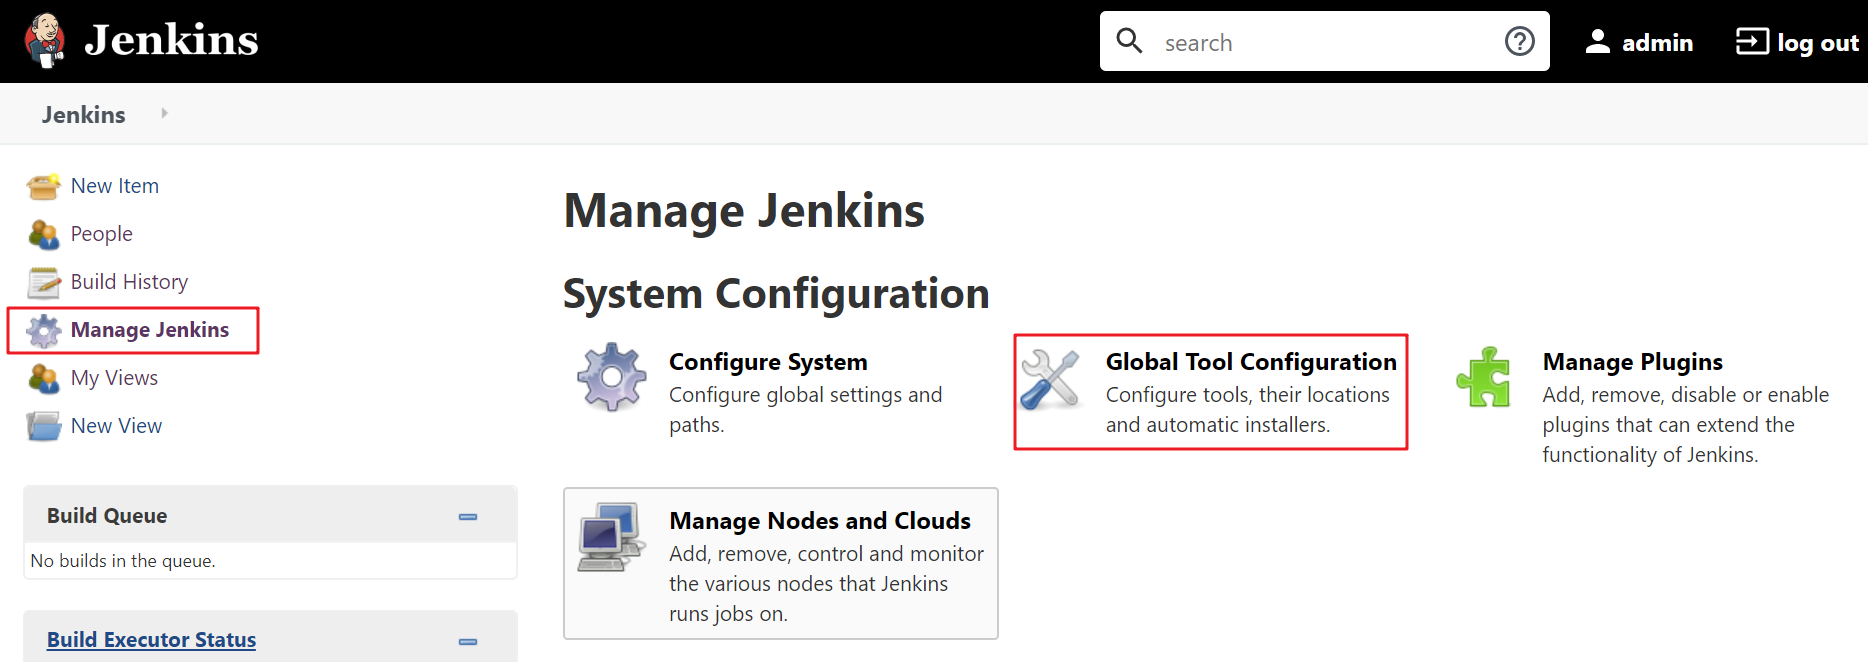 Jenkins
search
admin
log out
Jenkins
New Item
People
Build History
Manage Jenkins
My Views
New View
Build Queue
No builds in the queue.
Build Executor Status
Manage Jenkins
System Configuration
Configure System
Configure global settings and
paths.
Global Tool Configuration
Configure tools, their locations
and automatic installers.
Manage Plugins
Add, remove, disable or enable
plugins that can extend the
functionality of Jenkins.
Manage Nodes and Clouds
Add, remove, control and monitor
the various nodes that Jenkins
runs jobs on.